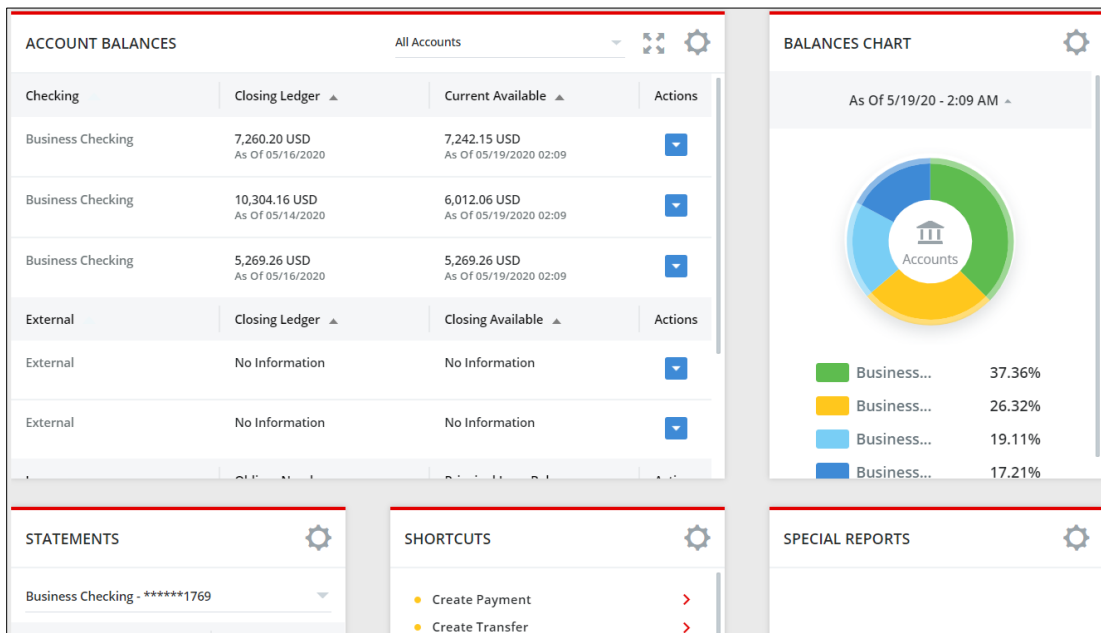 ACCOUNT BALANCES
All Accounts
Checking Closing Ledger Current Available Actions
Business Checking 7,260.20 USD 7,242.15 USD
As Of 05/16/2020 As Of 05/19/2020 02:09
Business Checking 10,304.16 USD 6,012.06 USD
As Of 05/14/2020 As Of 05/19/2020 02:09
Business Checking 5,269.26 USD 5,269.26 USD
As Of 05/16/2020 As Of 05/19/2020 02:09
External Closing Ledger Closing Available Actions
External No Information No Information
External No Information No Information
BALANCES CHART
As Of 5/19/20 - 2:09 AM
Accounts
Business... 37.36%
Business... 26.32%
Business... 19.11%
Business... 17.21%
STATEMENTS
Business Checking - ******1769
SHORTCUTS
Create Payment
Create Transfer
SPECIAL REPORTS